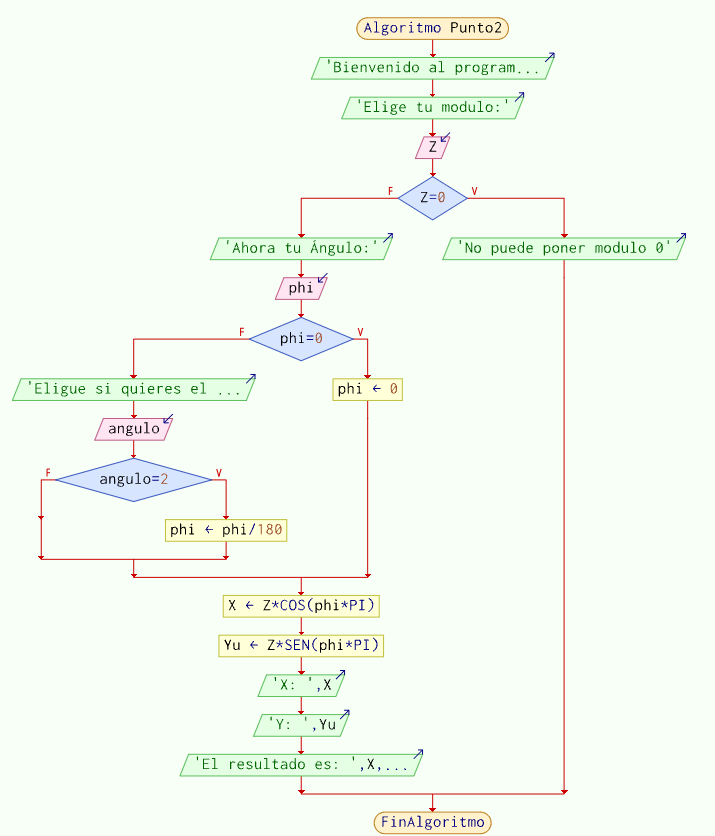 Algoritmo Punto2
'Bienvenido al program...
'Elige tu modulo:'
Z
Z=0
F
V
'Ahora tu Ángulo:'
'No puede poner modulo 0'
phi
phi=0
F
V
'Eligue si quieres el ...
phi ← 0
angulo
angulo=2
F
V
phi ← phi/180
X ← Z*COS(phi*PI)
Yu ← Z*SEN(phi*PI)
'X: ',X
'Y: ',Yu
'El resultado es: ',X,...
FinAlgoritmo